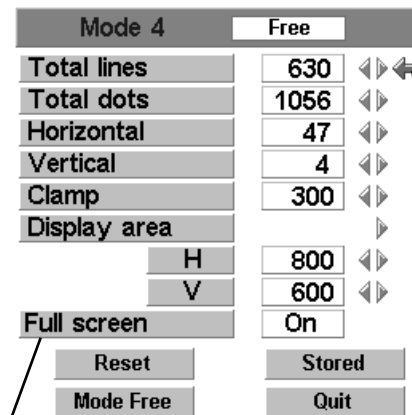 Mode 4 Free
Total lines 630
Total dots 1056
Horizontal 47
Vertical 4
Clamp 300
Display area
H 800
V 600
Full screen On
Reset Stored
Mode Free Quit